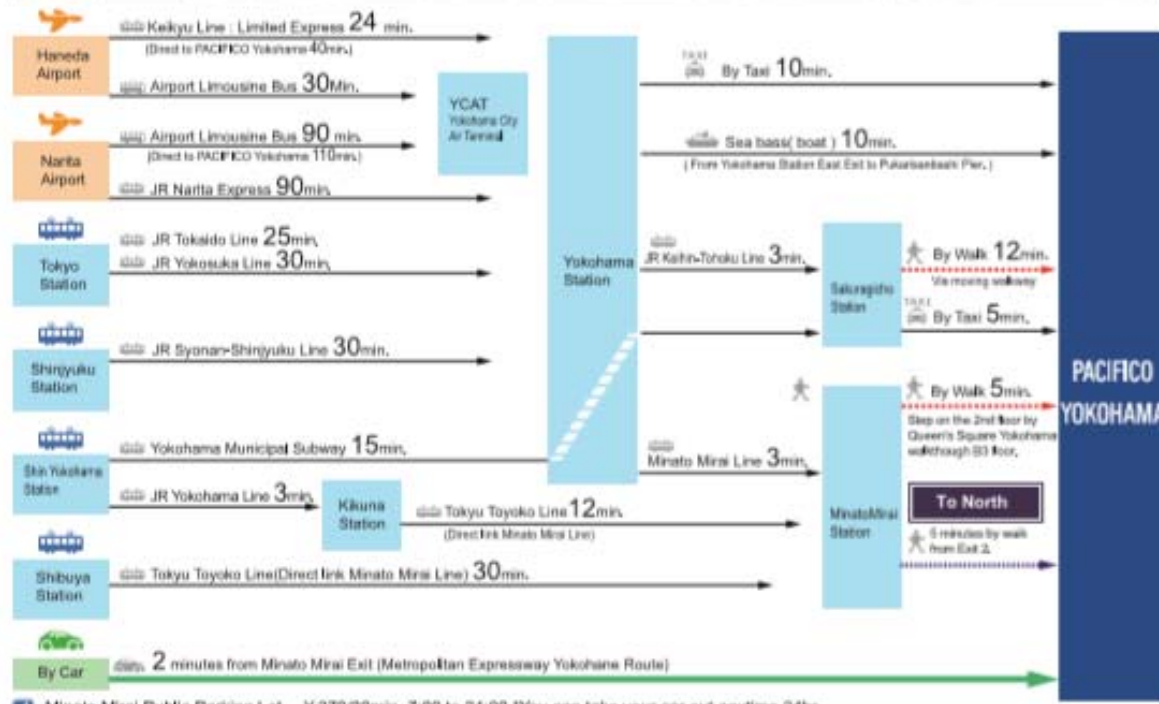 Haneda
Airport
Keikyu Line : Limited Express 24 min.
(Direct to PACIFICO Yokohama 40min.)
Airport Limousine Bus 30Min.
Narita
Airport
Airport Limousine Bus 90 min.
(Direct to PACIFICO Yokohama 110min.)
JR Narita Express 90min.
YCAT
Yokohama City
Air Terminal
Tokyo
Station
JR Tokaido Line 25min.
JR Yokosuka Line 30min.
Shinjyuku
Station
JR Syonan-Shinjyuku Line 30min.
Shin Yokohama
Station
Yokohama Municipal Subway 15min.
JR Yokohama Line 3min.
Kikuna
Station
Tokyu Toyoko Line 12min.
(Direct link Minato Mirai Line)
Shibuya
Station
Tokyu Toyoko Line(Direct link Minato Mirai Line) 30min.
Yokohama
Station
TAXI
By Taxi 10min.
Sea bass( boat ) 10min.
(From Yokohama Station East Exit to Pukarisanbashi Pier.)
JR Keihin-Tohoku Line 3min.
Sakuragicho
Station
By Walk 12min.
Via moving walkway
TAXI
By Taxi 5min.
Minato Mirai Line 3min.
MinatoMirai
Station
By Walk 5min.
Step on the 2nd floor by
Queen's Square Yokohama
walkthough B3 floor.
To North
5 minutes by walk
from Exit 2.
PACIFICO
YOKOHAMA
By Car
2 minutes from Minato Mirai Exit (Metropolitan Expressway Yokohane Route)
Minato Mirai Public Parking Lot